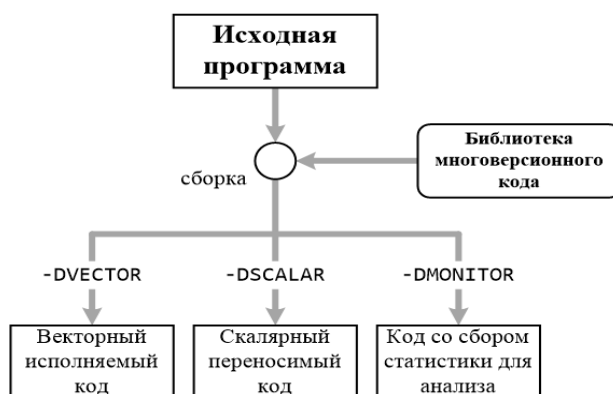 Исходная
программа
Библиотека
многоверсионного
кода
сборка
-DVECTOR
-DSCALAR
-DMONITOR
Векторный
исполняемый
код
Скалярный
переносимый
код
Код со сбором
статистики для
анализа